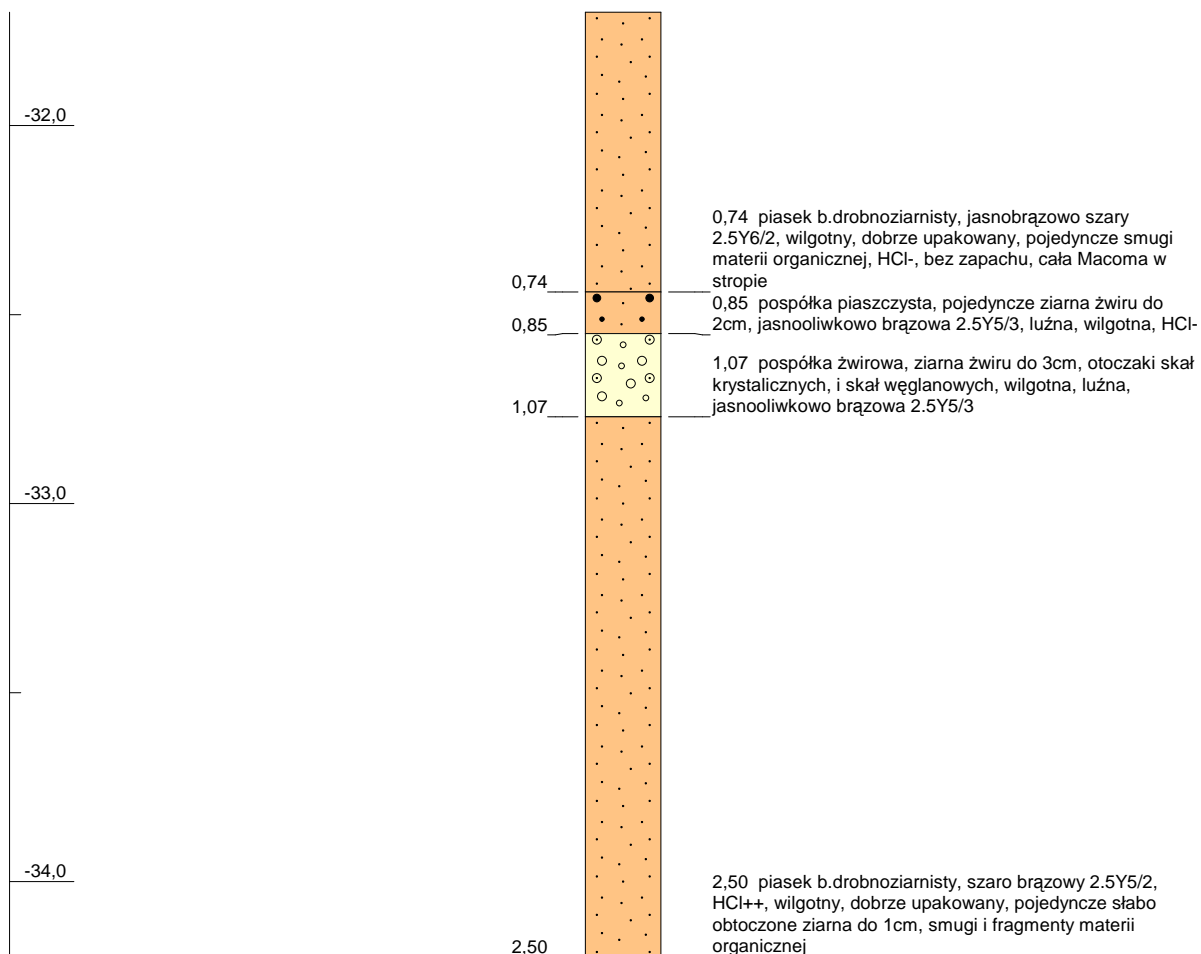 -32,0
0,74 piasek b.drobnoziarnisty, jasnobrązowo szary
2.5Y6/2, wilgotny, dobrze upakowany, pojedyncze smugi
materii organicznej, HCl-, bez zapachu, cała Macoma w
stropie
0,74
0,85 pospółka piaszczysta, pojedyncze ziarna żwiru do
2cm, jasnooliwkowo brązowa 2.5Y5/3, luźna, wilgotna, HCl-
0,85
1,07 pospółka żwirowa, ziarna żwiru do 3cm, otoczaki skał
krystalicznych, i skał węglanowych, wilgotna, luźna,
jasnooliwkowo brązowa 2.5Y5/3
1,07
-33,0
-34,0
2,50 piasek b.drobnoziarnisty, szaro brązowy 2.5Y5/2,
HCl++, wilgotny, dobrze upakowany, pojedyncze słabo
obtoczone ziarna do 1cm, smugi i fragmenty materii
organicznej
2,50